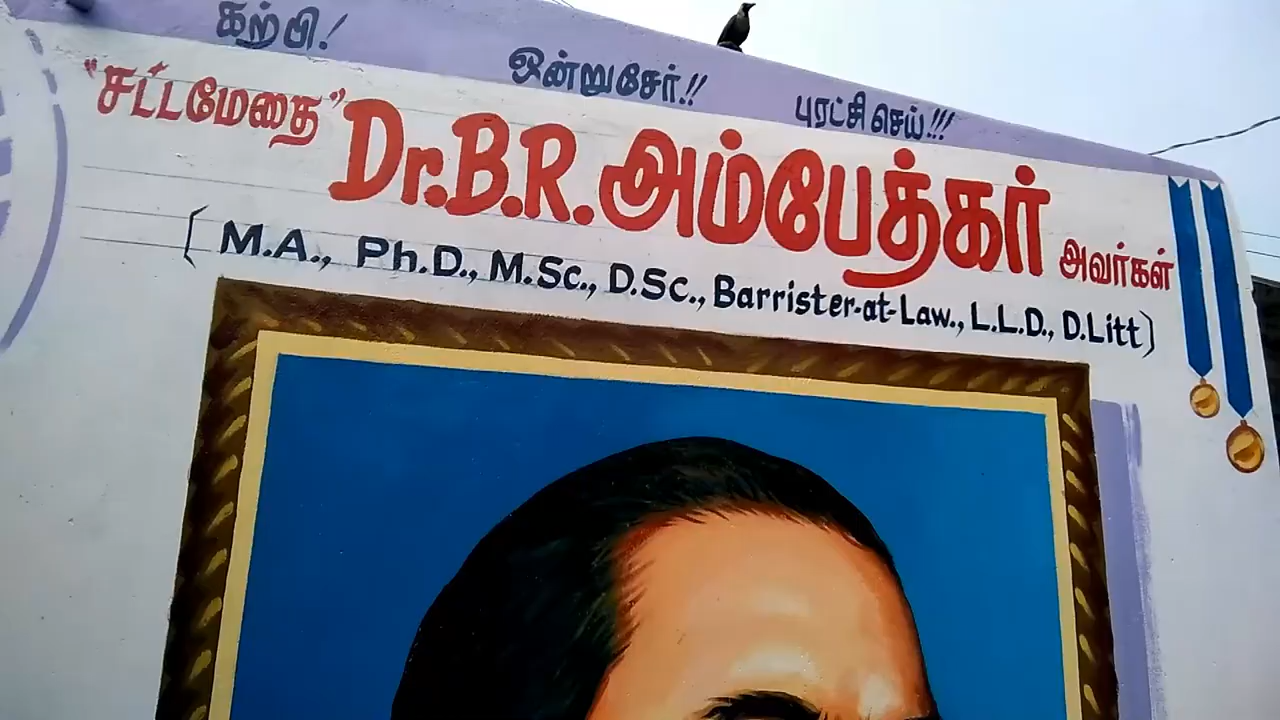 கற்பி! ஒன்றுசேர்!! புரட்சி செய்!!!
"சட்டமேதை" Dr.B.R.அம்பேத்கர் அவர்கள்
[M.A., Ph.D., M.Sc., D.Sc., Barrister-at-Law., L.L.D., D.Litt)